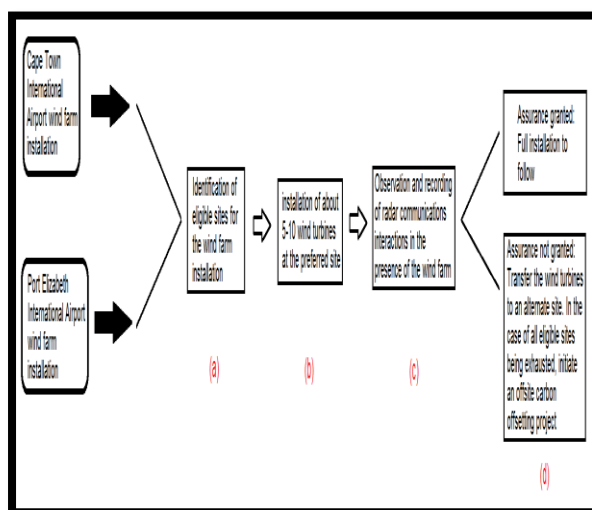 Cape Town
International
Airport wind farm
installation
Port Elizabeth
International Airport
wind farm
installation
Identification of
eligible sites for
the wind farm
installation
(a)
installation of about
5-10 wind turbines
at the preferred site
(b)
Observation and recording
of radar communications
interactions in the
presence of the wind farm
(c)
Assurance granted:
Full installation to
follow
Assurance not granted:
Transfer the wind turbines
to an alternate site. In the
case of all eligible sites
being exhausted, initiate
an offsite carbon
offsetting project
(d)